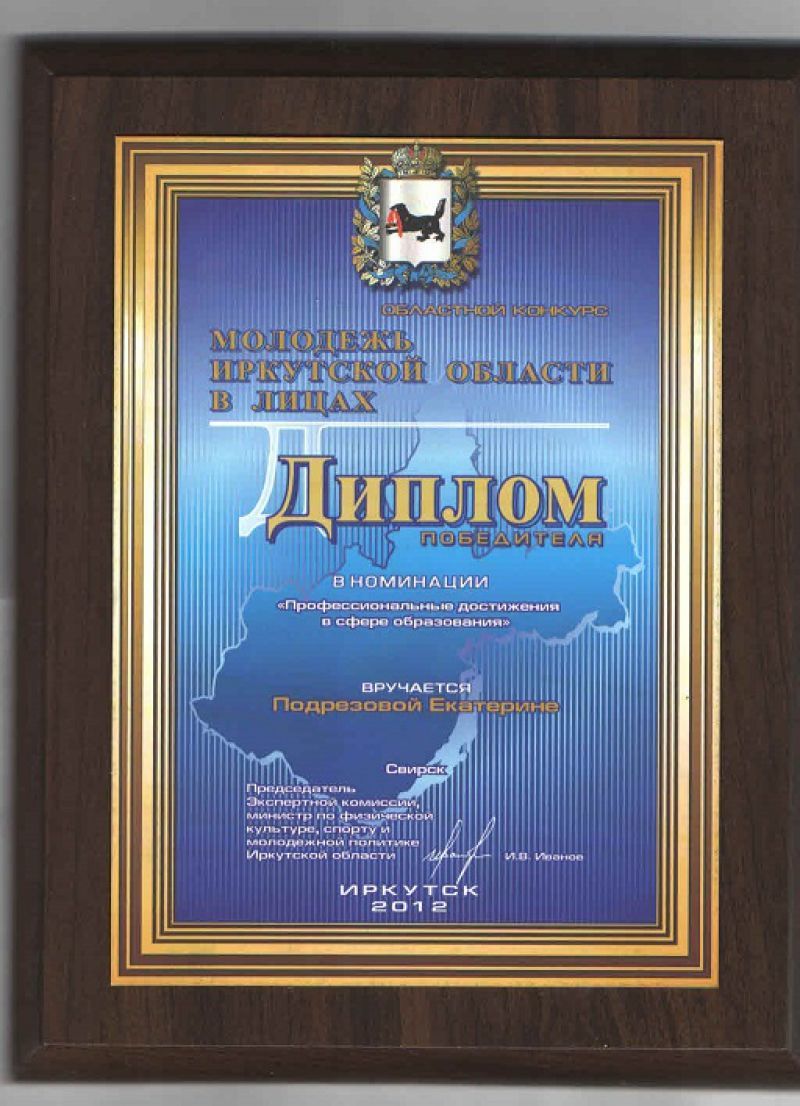 ОБЛАСТНОЙ КОНКУРС
МОЛОДЕЖЬ
ИРКУТСКОЙ ОБЛАСТИ
В ЛИЦАХ
ДИПЛОМ
ПОБЕДИТЕЛЯ
В НОМИНАЦИИ
«Профессиональные достижения
в сфере образования»
ВРУЧАЕТСЯ
Подрезовой Екатерине
Свирск
Председатель
Экспертной комиссии,
министр по физической
культуре, спорту и
молодежной политике
Иркутской области И.В. Иванов
ИРКУТСК
2012